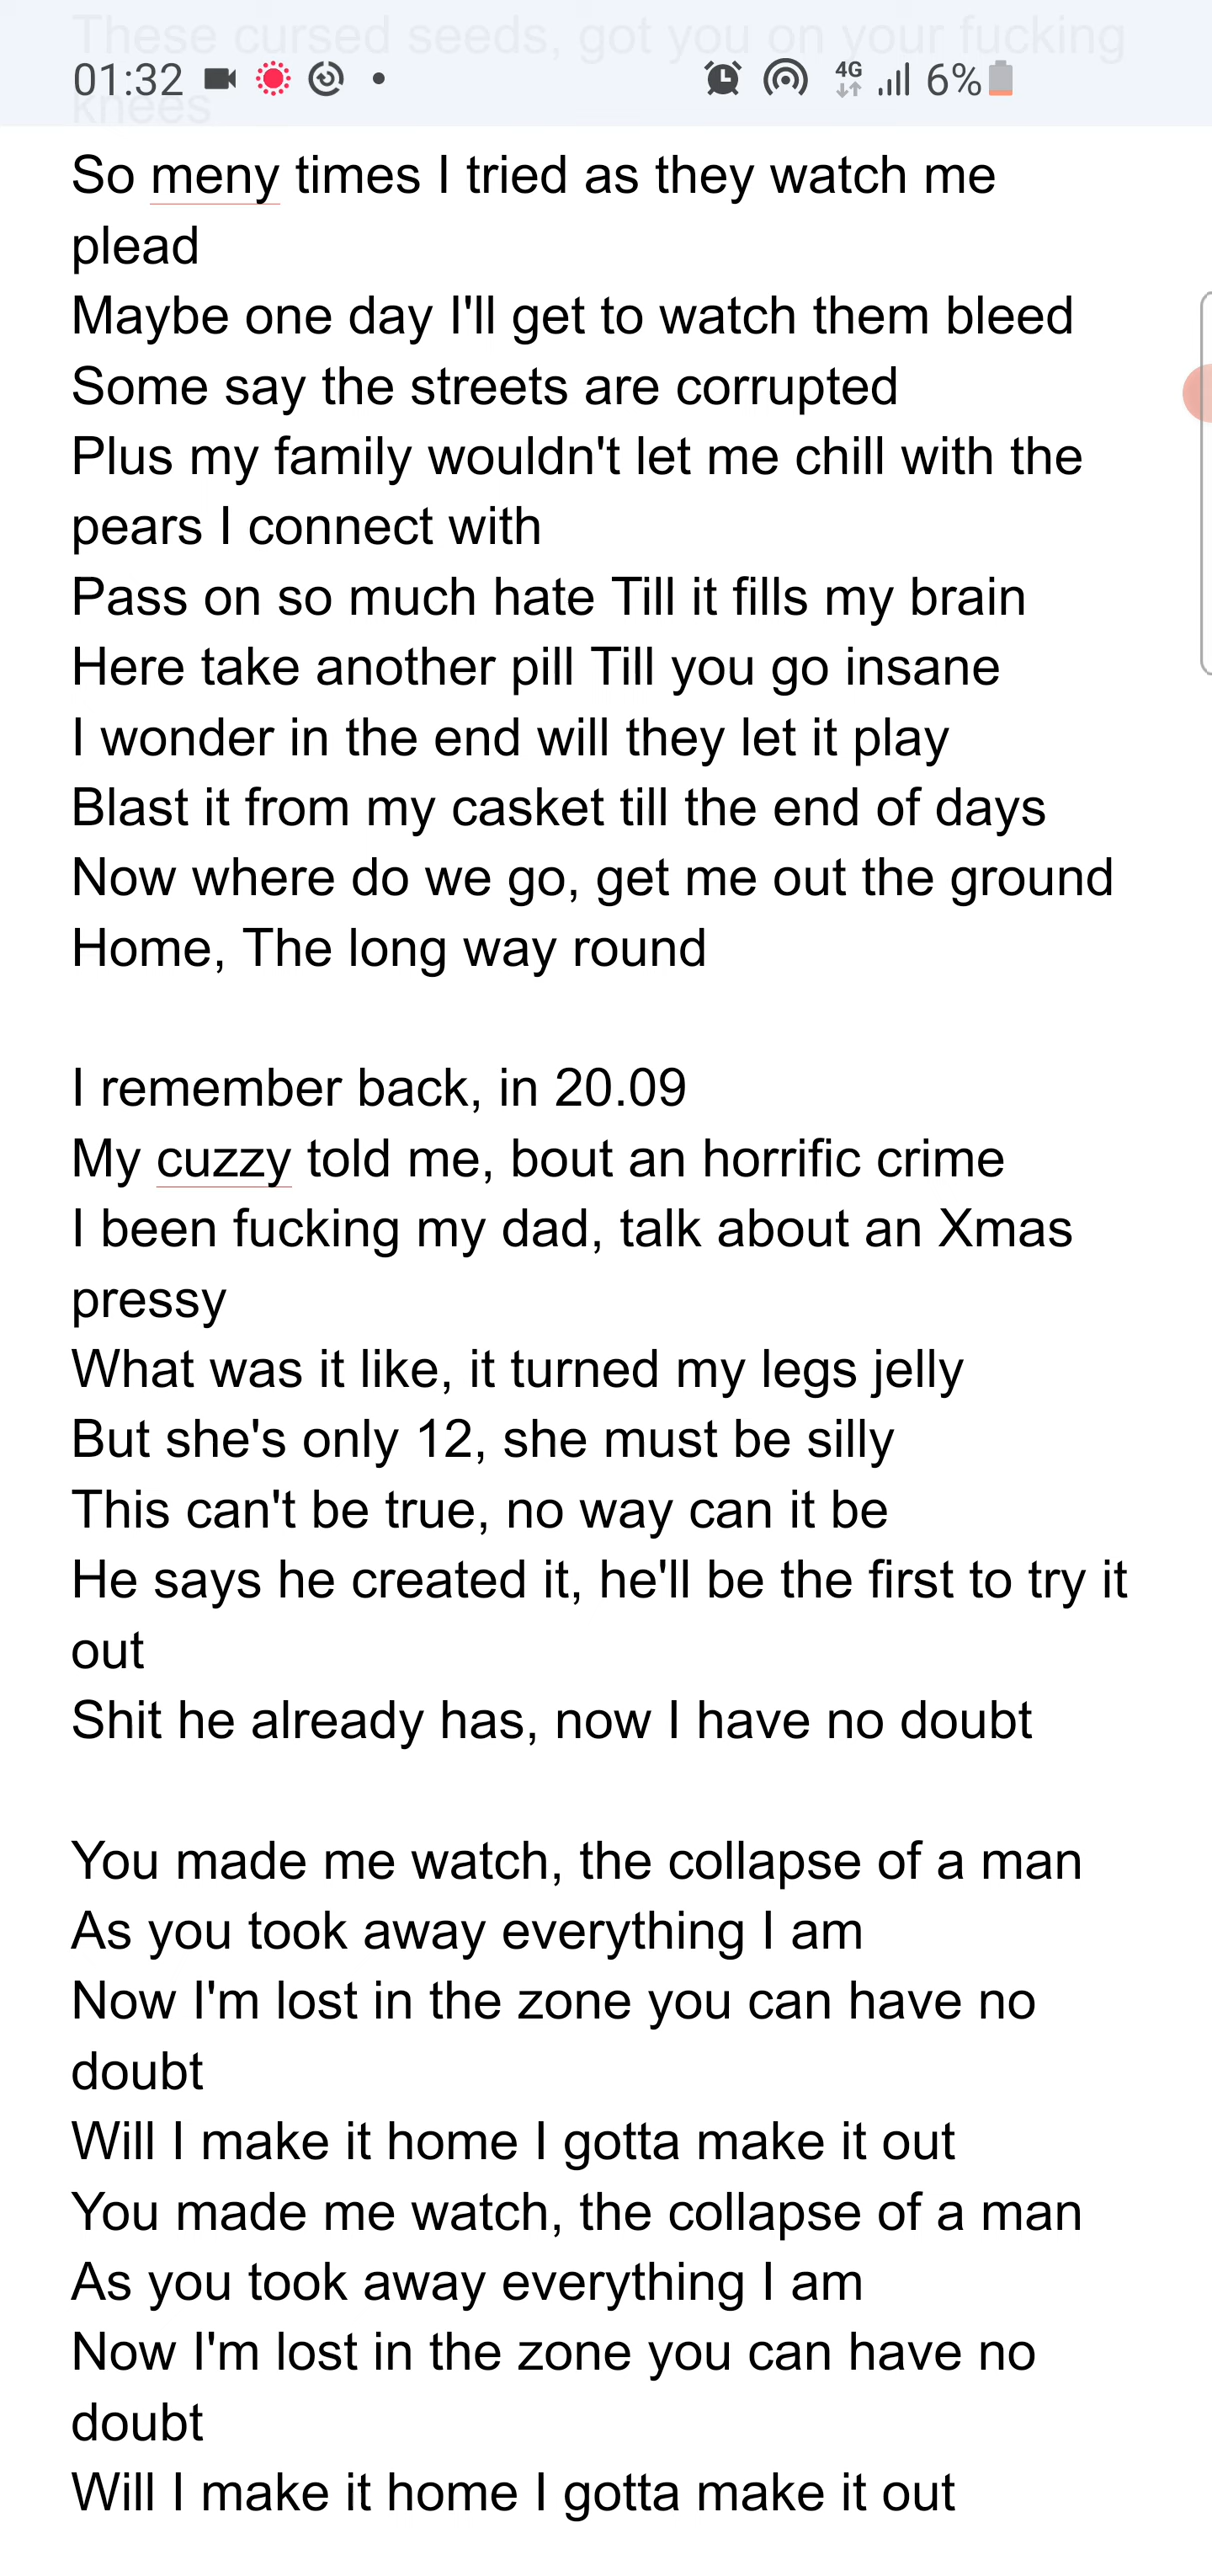 These cursed seeds, got you on your fucking
01:32 4G 6%
knees
So meny times I tried as they watch me
plead
Maybe one day I'll get to watch them bleed
Some say the streets are corrupted
Plus my family wouldn't let me chill with the
pears I connect with
Pass on so much hate Till it fills my brain
Here take another pill Till you go insane
I wonder in the end will they let it play
Blast it from my casket till the end of days
Now where do we go, get me out the ground
Home, The long way round
I remember back, in 20.09
My cuzzy told me, bout an horrific crime
I been fucking my dad, talk about an Xmas
pressy
What was it like, it turned my legs jelly
But she's only 12, she must be silly
This can't be true, no way can it be
He says he created it, he'll be the first to try it
out
Shit he already has, now I have no doubt
You made me watch, the collapse of a man
As you took away everything I am
Now I'm lost in the zone you can have no
doubt
Will I make it home I gotta make it out
You made me watch, the collapse of a man
As you took away everything I am
Now I'm lost in the zone you can have no
doubt
Will I make it home I gotta make it out